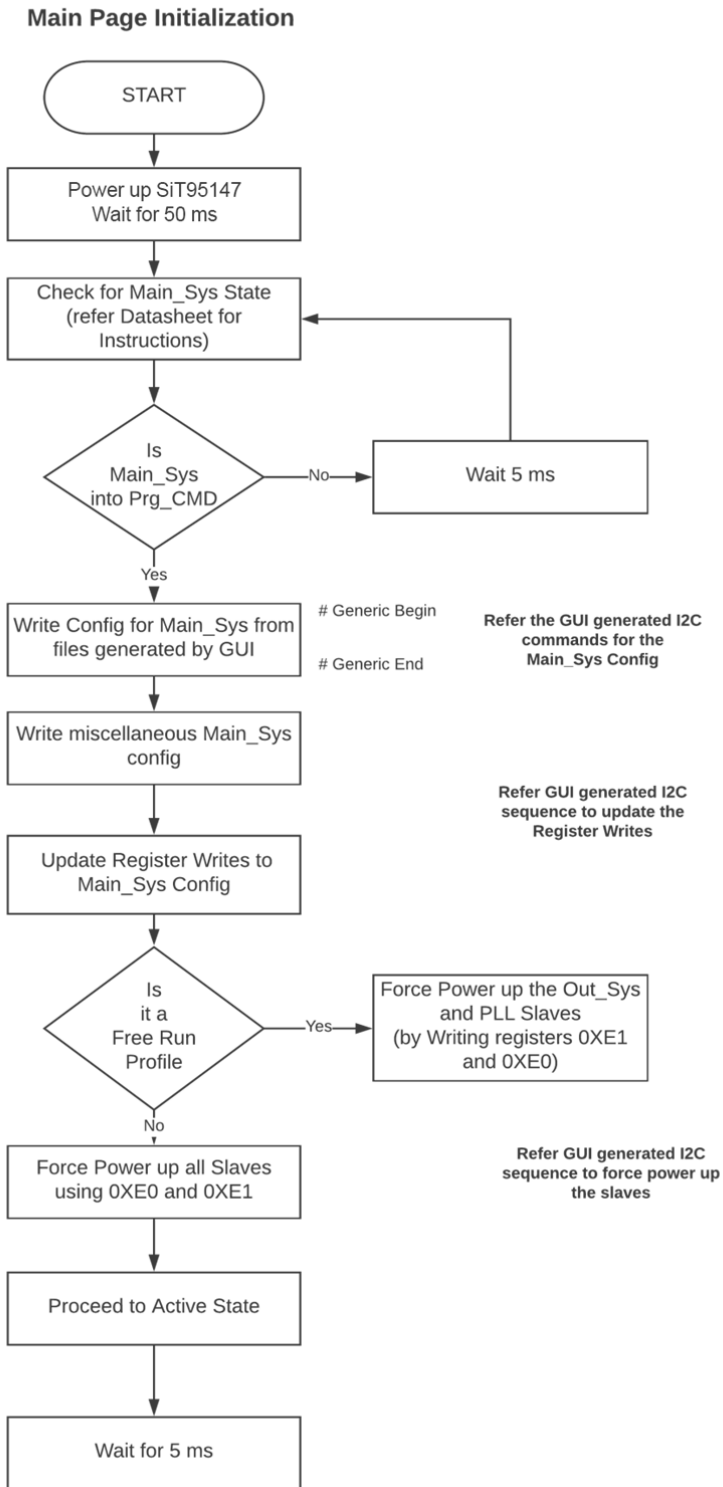 Main Page Initialization
START
Power up SiT95147
Wait for 50 ms
Check for Main_Sys State
(refer Datasheet for
Instructions)
Is
Main_Sys
into Prg_CMD
No
Wait 5 ms
Yes
Write Config for Main_Sys from
files generated by GUI
# Generic Begin
# Generic End
Refer the GUI generated I2C
commands for the
Main_Sys Config
Write miscellaneous Main_Sys
config
Refer GUI generated I2C
sequence to update the
Register Writes
Update Register Writes to
Main_Sys Config
Is
it a
Free Run
Profile
Yes
Force Power up the Out_Sys
and PLL Slaves
(by Writing registers 0XE1
and 0XE0)
No
Force Power up all Slaves
using 0XE0 and 0XE1
Refer GUI generated I2C
sequence to force power up
the slaves
Proceed to Active State
Wait for 5 ms